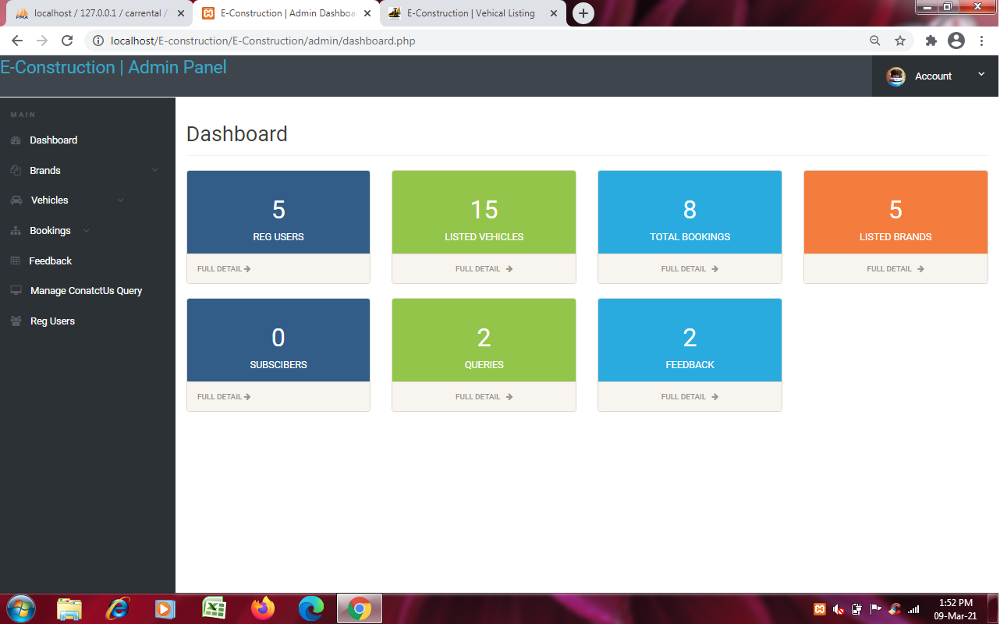 localhost / 127.0.0.1 / carrental /
E-Construction | Admin Dashboa
E-Construction | Vehical Listing
localhost/E-construction/E-Construction/admin/dashboard.php
E-Construction | Admin Panel
Account
MAIN
Dashboard
Brands
Vehicles
Bookings
Feedback
Manage ConatctUs Query
Reg Users
Dashboard
5
REG USERS
FULL DETAIL
15
LISTED VEHICLES
FULL DETAIL
8
TOTAL BOOKINGS
FULL DETAIL
5
LISTED BRANDS
FULL DETAIL
0
SUBSCIBERS
FULL DETAIL
2
QUERIES
FULL DETAIL
2
FEEDBACK
FULL DETAIL
1:52 PM
09-Mar-21